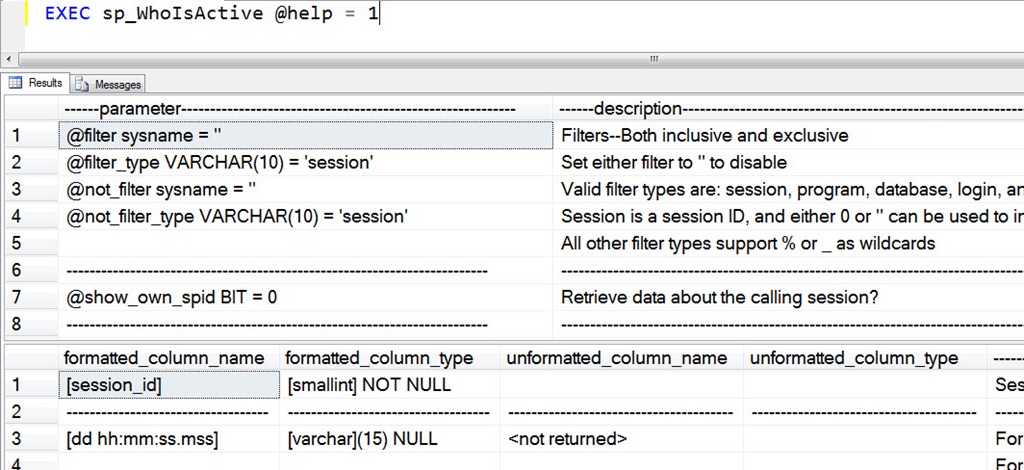 EXEC sp_WhoIsActive @help = 1
Results Messages
------parameter---------------------------------------------------------- ------description----------------------------------------------------------
1 @filter sysname = '' Filters--Both inclusive and exclusive
2 @filter_type VARCHAR(10) = 'session' Set either filter to '' to disable
3 @not_filter sysname = '' Valid filter types are: session, program, database, login,
4 @not_filter_type VARCHAR(10) = 'session' Session is a session ID, and either 0 or '' can be used to
5 All other filter types support % or _ as wildcards
6 ------------------------------------------------------------------------- -------------------------------------------------------------------------
7 @show_own_spid BIT = 0 Retrieve data about the calling session?
8 ------------------------------------------------------------------------- -------------------------------------------------------------------------
formatted_column_name formatted_column_type unformatted_column_name unformatted_column_type ------
1 [session_id] [smallint] NOT NULL Ses
2 ----------------------------------- ----------------------------------- --------------------------------------- --------------------------------------- -----
3 [dd hh:mm:ss.mss] [varchar](15) NULL <not returned> For
4 For